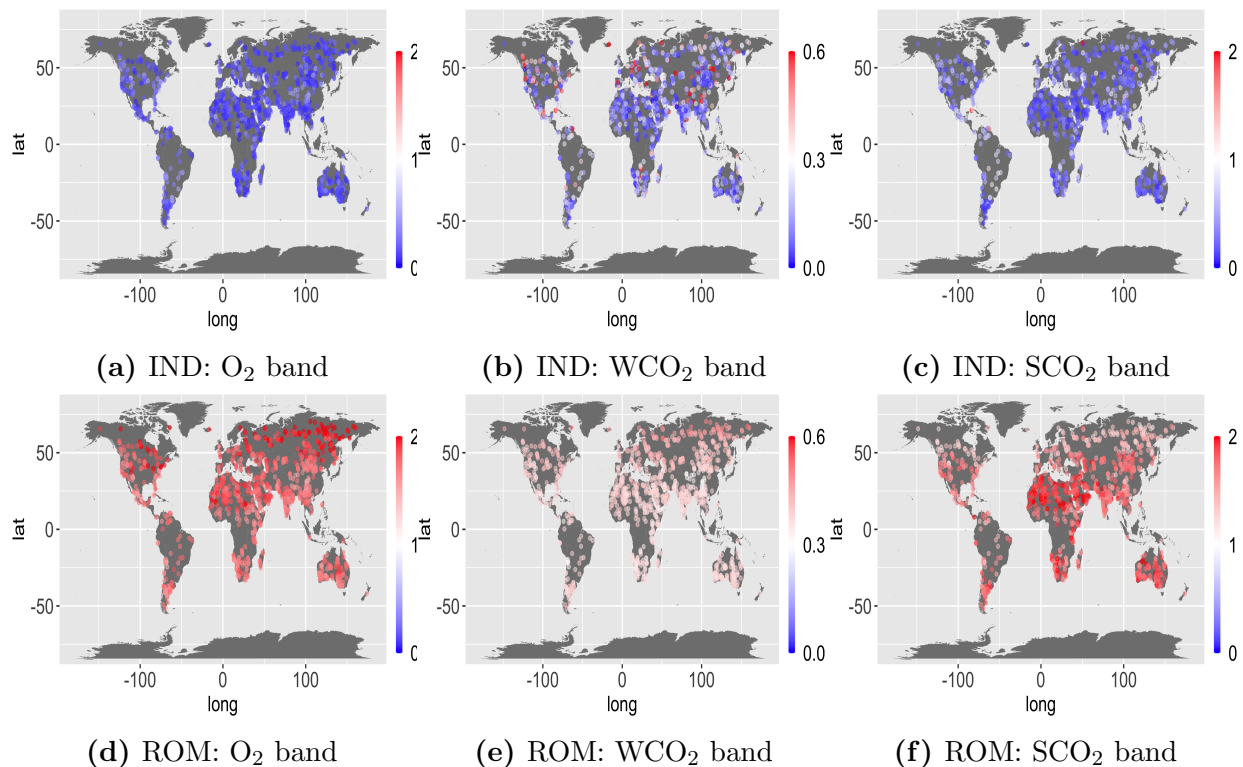 50
0
-50
lat
-100 0 100
long
2
1
0
(a) IND: O₂ band
50
0
-50
lat
-100 0 100
long
0.6
0.3
0.0
(b) IND: WCO₂ band
50
0
-50
lat
-100 0 100
long
2
1
0
(c) IND: SCO₂ band
50
0
-50
lat
-100 0 100
long
2
1
0
(d) ROM: O₂ band
50
0
-50
lat
-100 0 100
long
0.6
0.3
0.0
(e) ROM: WCO₂ band
50
0
-50
lat
-100 0 100
long
2
1
0
(f) ROM: SCO₂ band